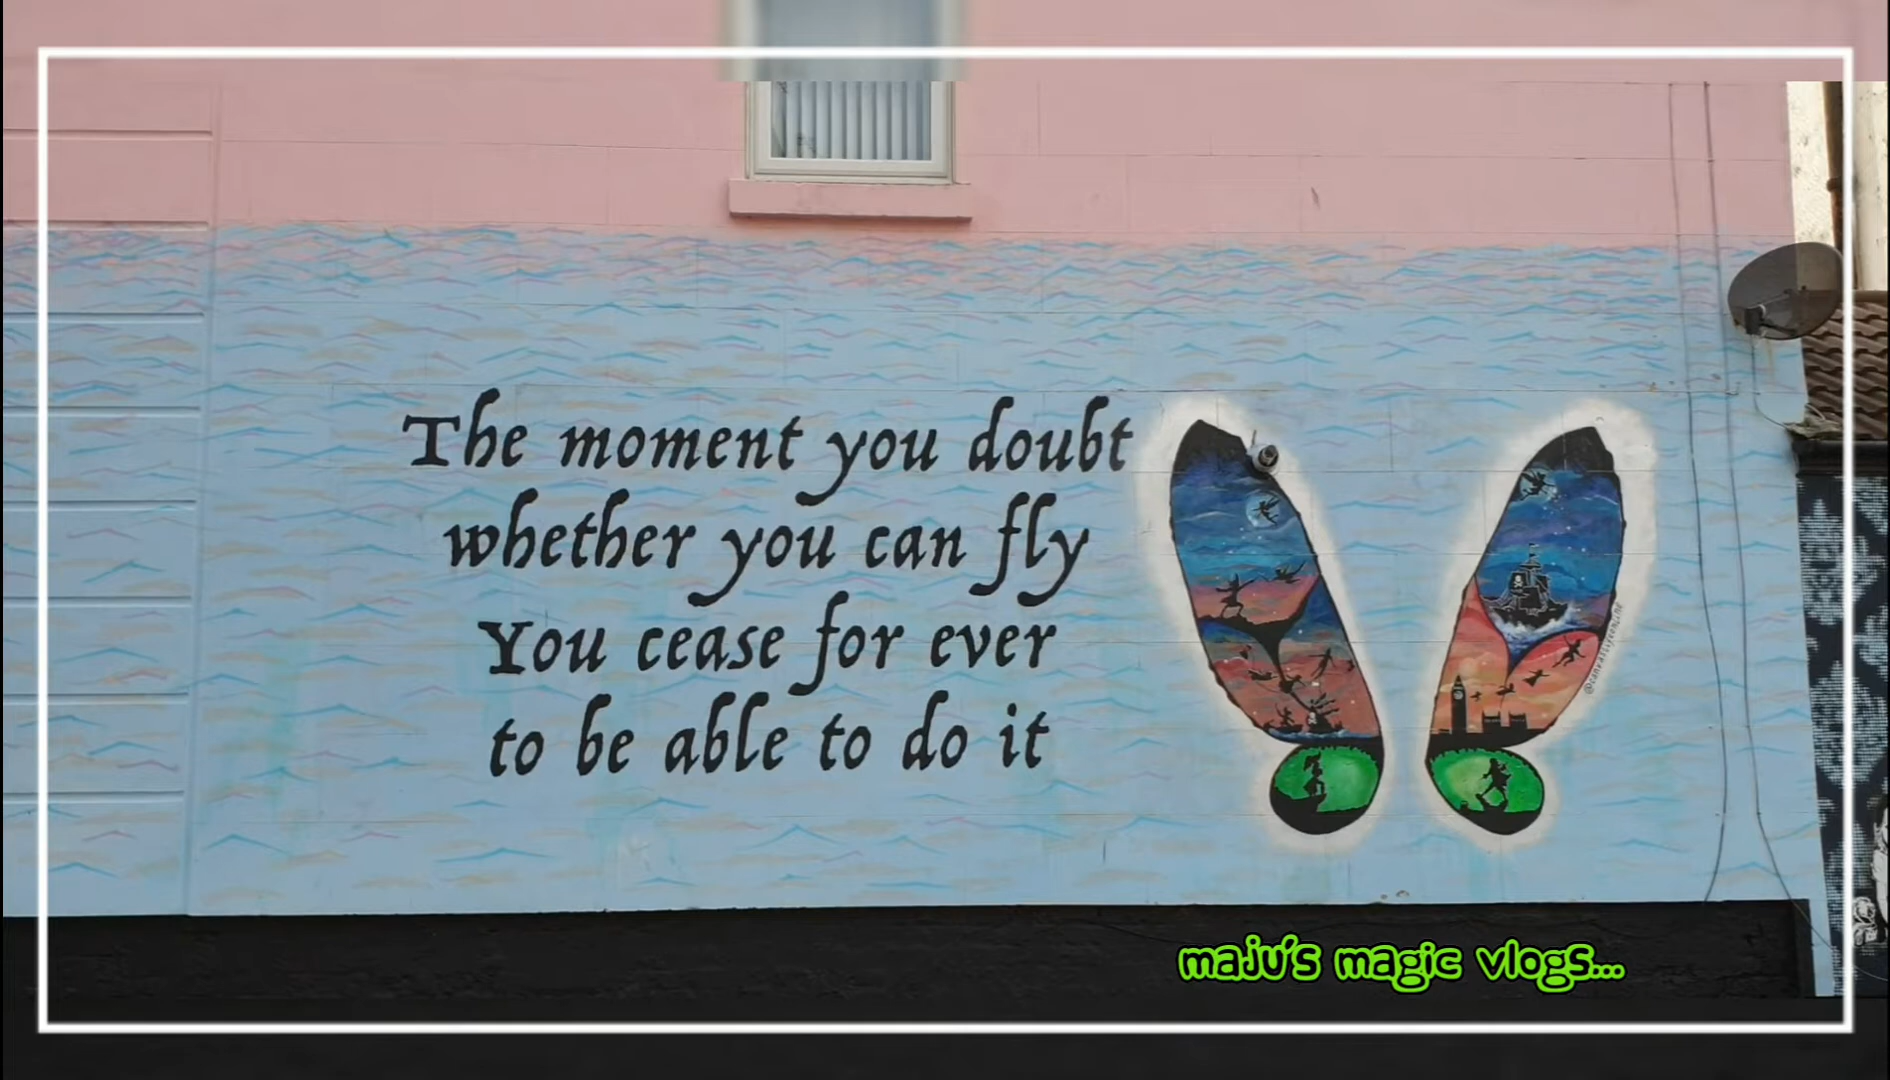 The moment you doubt
whether you can fly
You cease for ever
to be able to do it
maju's magic vlogs...